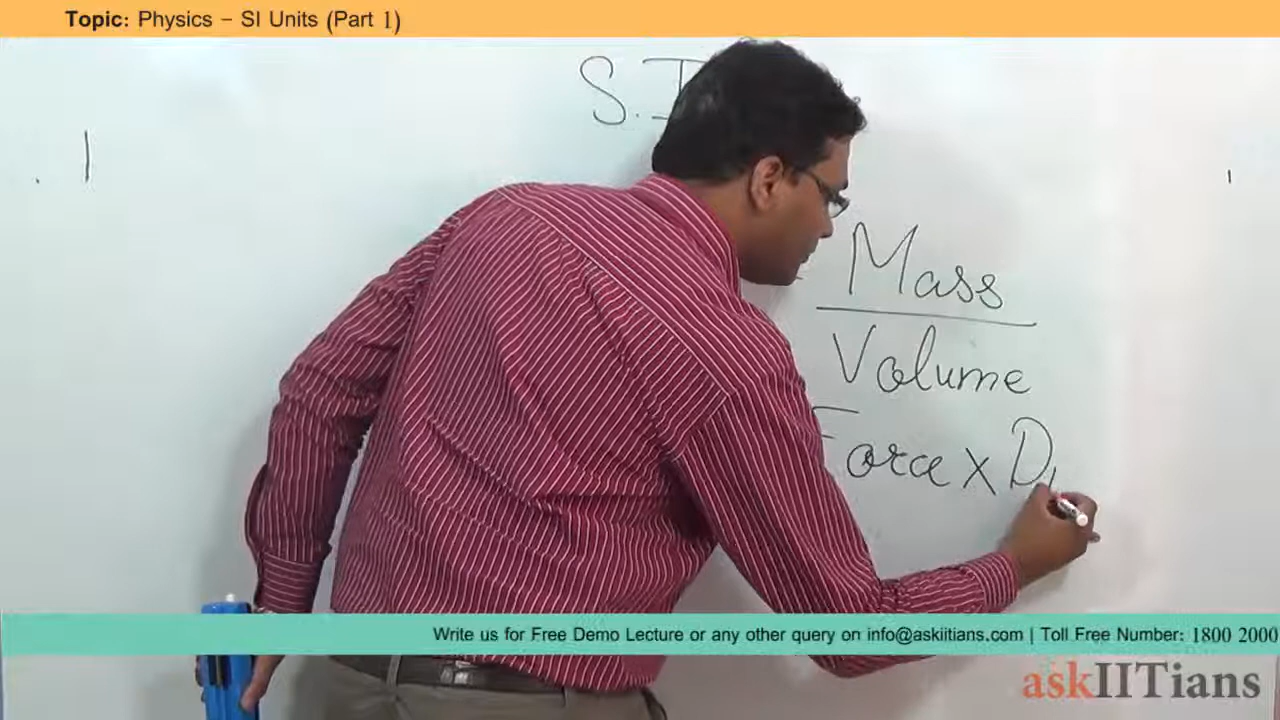 Topic: Physics – SI Units (Part 1)
S.I
Mass
Volume
Force x Di
Write us for Free Demo Lecture or any other query on info@askiitians.com | Toll Free Number: 1800 2000
askIITians